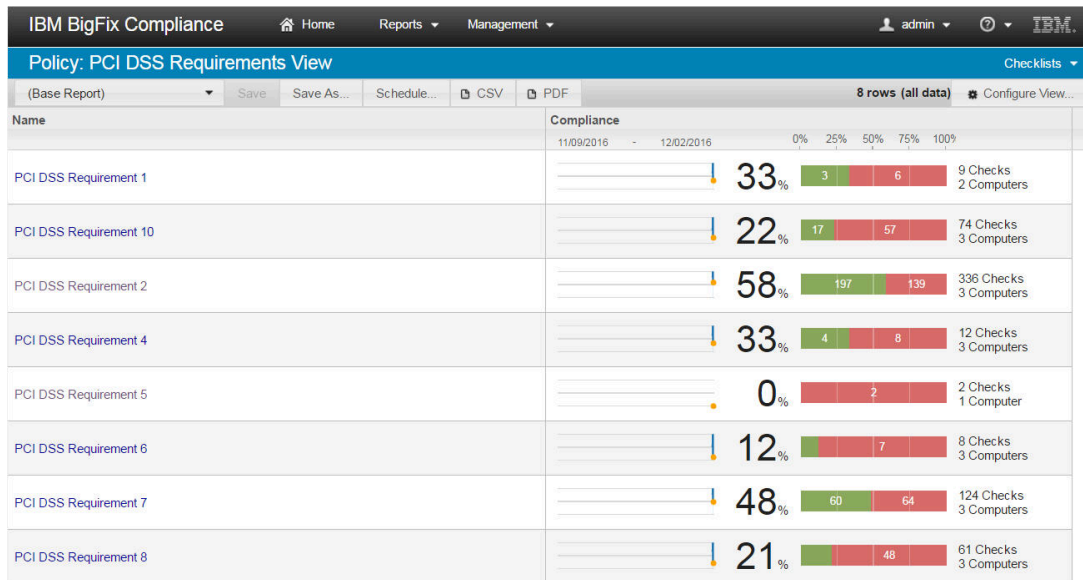 IBM BigFix Compliance Home Reports Management admin ? IBM.
Policy: PCI DSS Requirements View Checklists
(Base Report) Save Save As... Schedule... CSV PDF 8 rows (all data) Configure View...
Name Compliance
11/09/2016 - 12/02/2016 0% 25% 50% 75% 100%
PCI DSS Requirement 1 33% 3 6 9 Checks
2 Computers
PCI DSS Requirement 10 22% 17 57 74 Checks
3 Computers
PCI DSS Requirement 2 58% 197 139 336 Checks
3 Computers
PCI DSS Requirement 4 33% 4 8 12 Checks
3 Computers
PCI DSS Requirement 5 0% 2 2 Checks
1 Computer
PCI DSS Requirement 6 12% 7 8 Checks
3 Computers
PCI DSS Requirement 7 48% 60 64 124 Checks
3 Computers
PCI DSS Requirement 8 21% 48 61 Checks
3 Computers